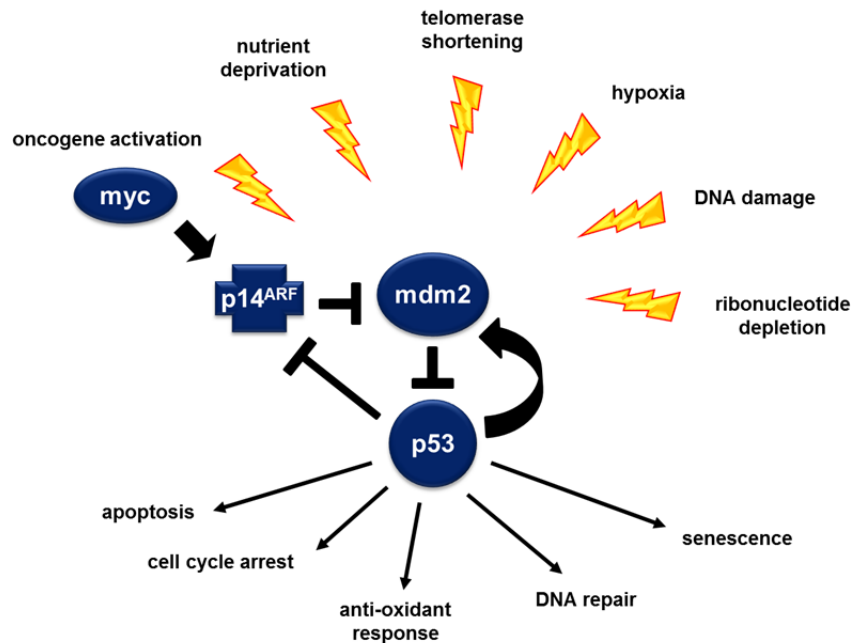 telomerase
shortening
nutrient
deprivation
hypoxia
oncogene activation
myc
DNA damage
p14ARF
mdm2
ribonucleotide
depletion
p53
apoptosis
cell cycle arrest
anti-oxidant
response
DNA repair
senescence